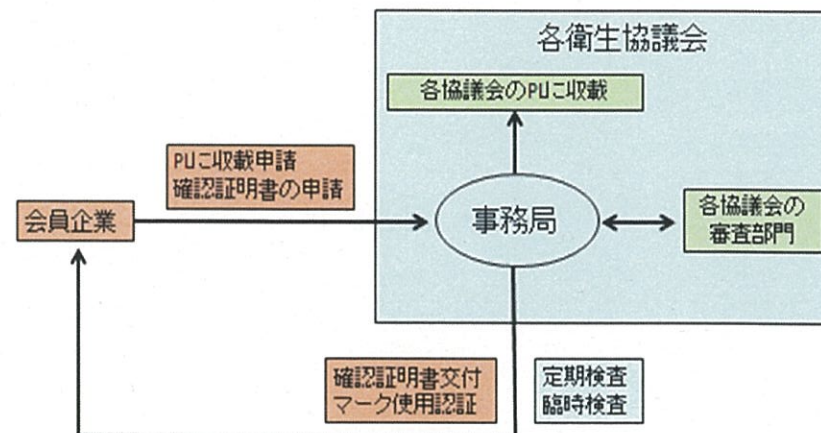 各衛生協議会
各協議会のPLに収載
PLに収載申請
確認証明書の申請
会員企業
事務局
各協議会の
審査部門
確認証明書交付
マーク使用認証
定期検査
臨時検査